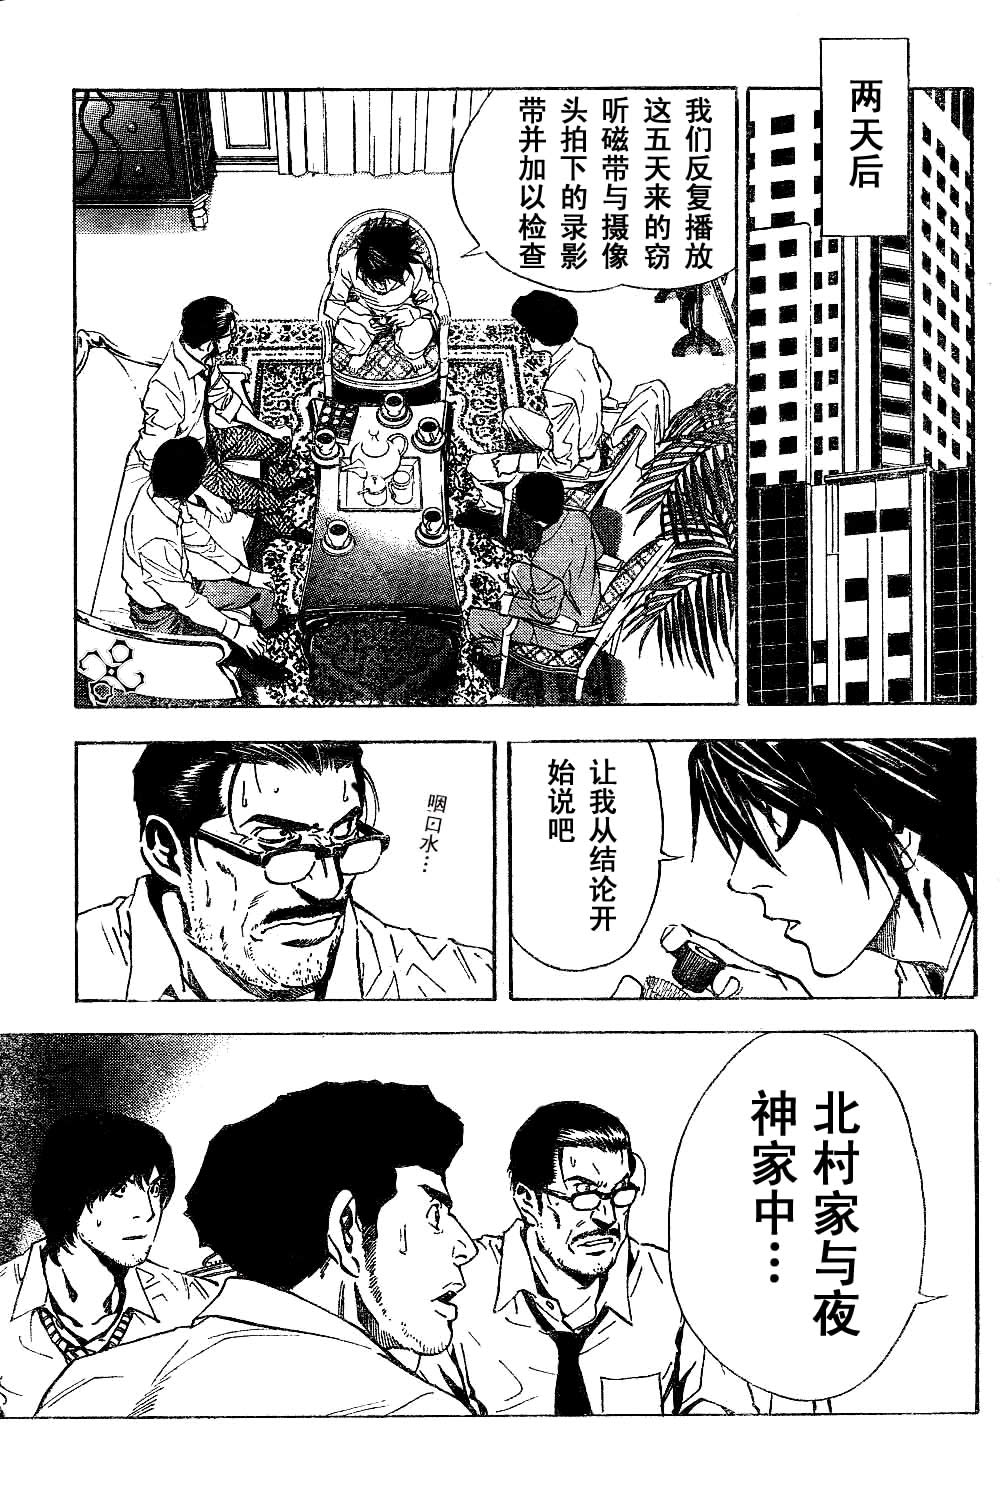 两天后
我们反复播放
这五天来的窃
听磁带与摄像
头拍下的录影
带并加以检查
让我从结论开
始说吧
咽口水…
北村家与夜
神家中…